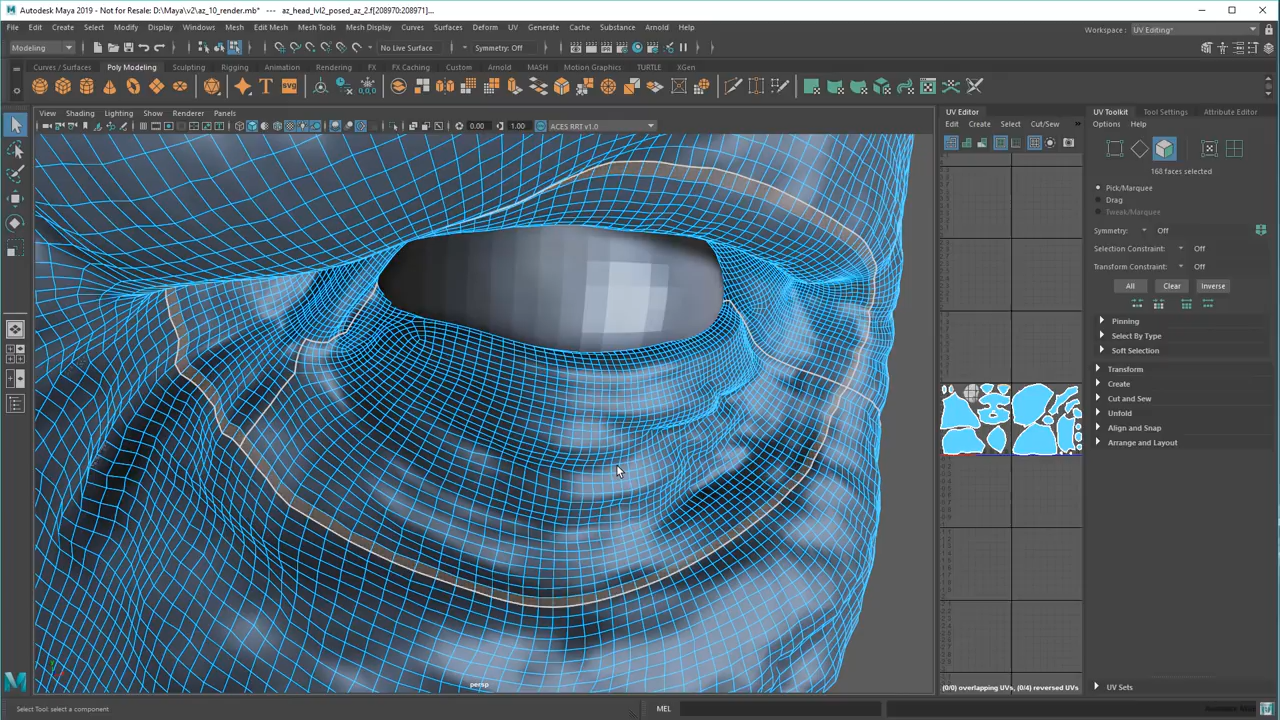 Autodesk Maya 2019 - Not for Resale: D:\Maya\v2\az_10_render.mb* --- az_head_lvl2_posed_az_2.f[208970:208971]...
File Edit Create Select Modify Display Windows Mesh Edit Mesh Mesh Tools Mesh Display Curves Surfaces Deform UV Generate Cache Substance Arnold Help
Workspace : UV Editing*
Modeling
No Live Surface
Symmetry: Off
Curves / Surfaces Poly Modeling Sculpting Rigging Animation Rendering FX FX Caching Custom Arnold MASH Motion Graphics TURTLE XGen
SVG
View Shading Lighting Show Renderer Panels
0.00
1.00
ACES RRT v1.0
persp
UV Editor
Edit Create Select Cut/Sew
(0/0) overlapping UVs, (0/4) reversed UVs
UV Toolkit Tool Settings Attribute Editor
Options Help
168 faces selected
Pick/Marquee
Drag
Tweak/Marquee
Symmetry: Off
Selection Constraint: Off
Transform Constraint: Off
All Clear Inverse
Pinning
Select By Type
Soft Selection
Transform
Create
Cut and Sew
Unfold
Align and Snap
Arrange and Layout
UV Sets
Select Tool: select a component
MEL